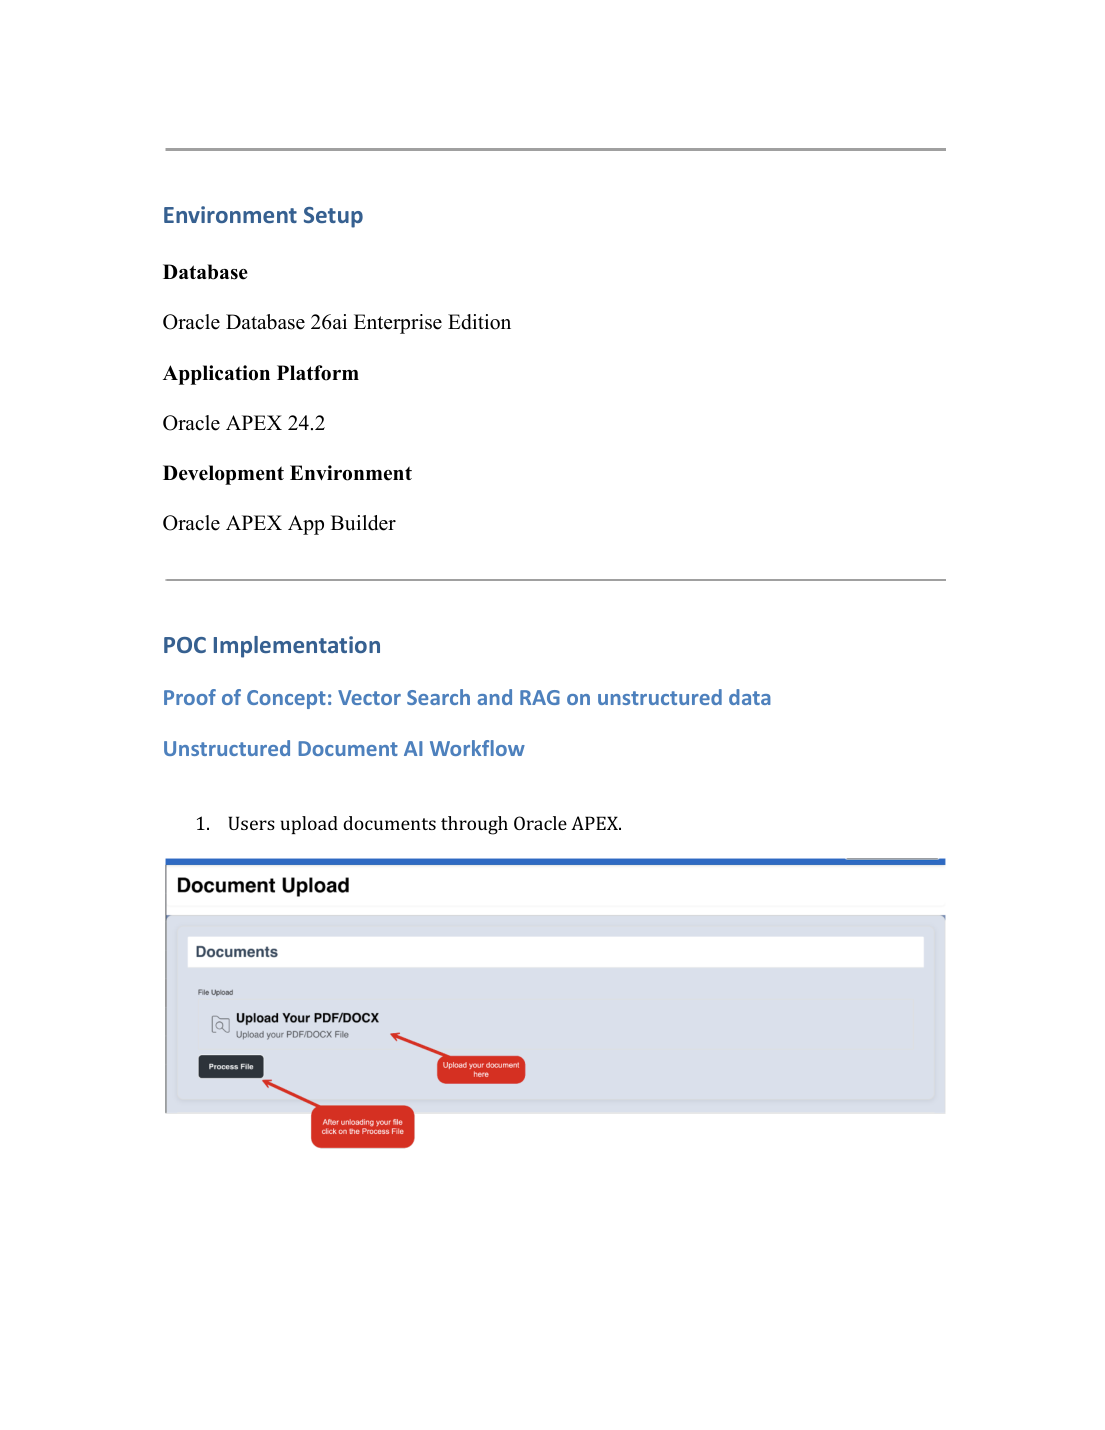 Environment Setup
Database
Oracle Database 26ai Enterprise Edition
Application Platform
Oracle APEX 24.2
Development Environment
Oracle APEX App Builder
POC Implementation
Proof of Concept: Vector Search and RAG on unstructured data
Unstructured Document AI Workflow
1. Users upload documents through Oracle APEX.
Document Upload
Documents
File Upload
Upload Your PDF/DOCX
Upload your PDF/DOCX File
Process File
Upload your document
here
After unloading your file
click on the Process File